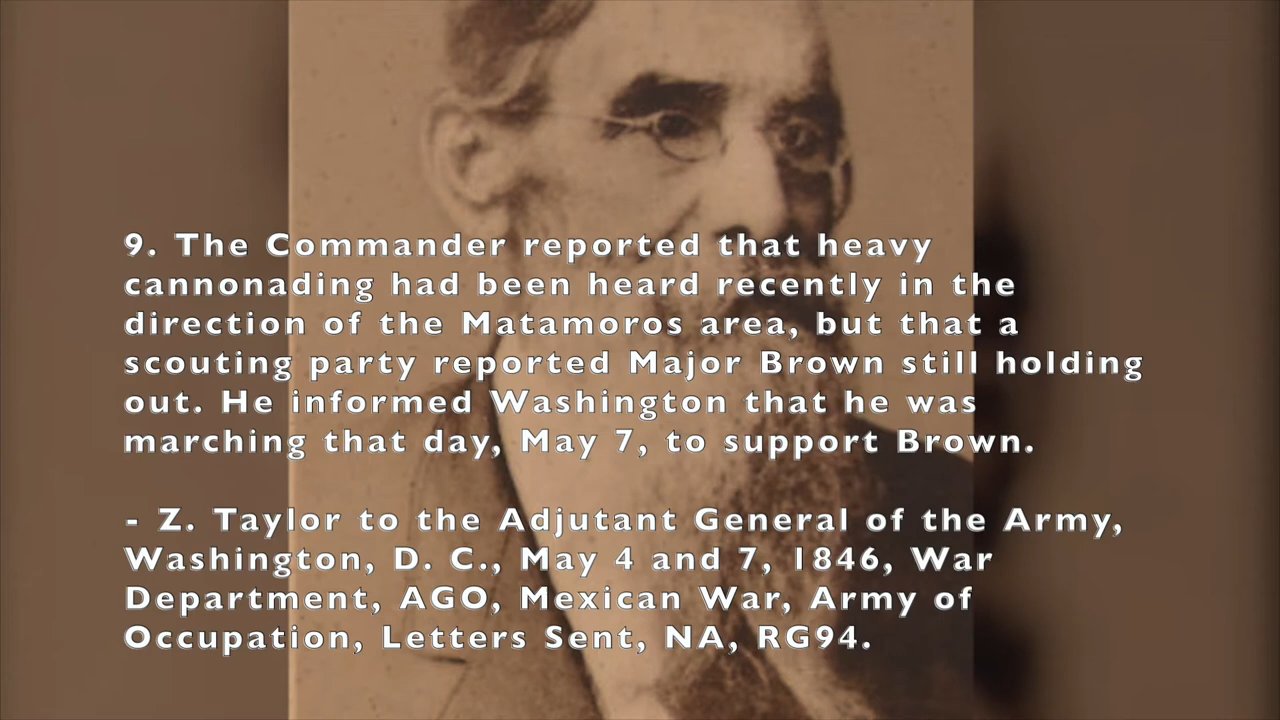 9. The Commander reported that heavy
cannonading had been heard recently in the
direction of the Matamoros area, but that a
scouting party reported Major Brown still holding
out. He informed Washington that he was
marching that day, May 7, to support Brown.
- Z. Taylor to the Adjutant General of the Army,
Washington, D. C., May 4 and 7, 1846, War
Department, AGO, Mexican War, Army of
Occupation, Letters Sent, NA, RG94.